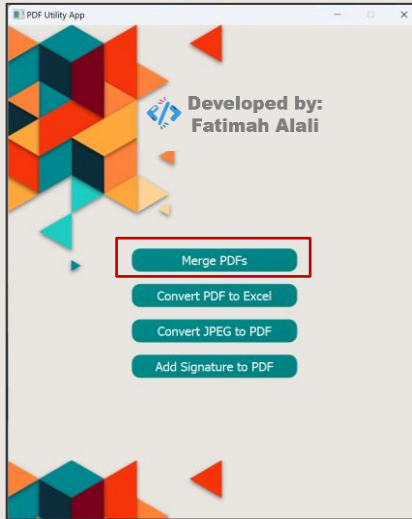 PDF Utility App
Developed by:
Fatimah Alali
Merge PDFs
Convert PDF to Excel
Convert JPEG to PDF
Add Signature to PDF